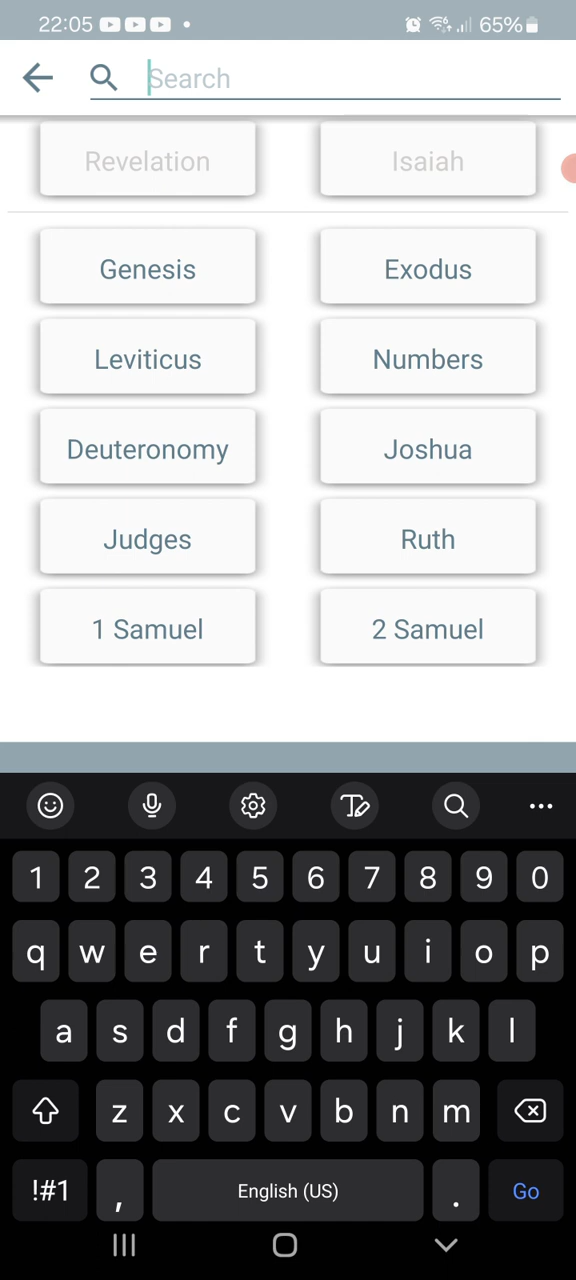 22:05 65%
Search
Revelation Isaiah
Genesis Exodus
Leviticus Numbers
Deuteronomy Joshua
Judges Ruth
1 Samuel 2 Samuel
1 2 3 4 5 6 7 8 9 0
q w e r t y u i o p
a s d f g h j k l
z x c v b n m
!#1 , English (US) . Go